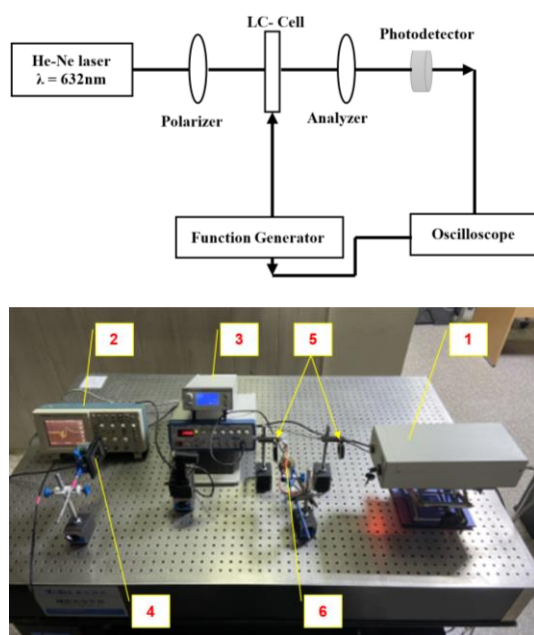 LC- Cell
Photodetector
He-Ne laser
λ = 632nm
Polarizer
Analyzer
Function Generator
Oscilloscope
2
3
5
1
4
6